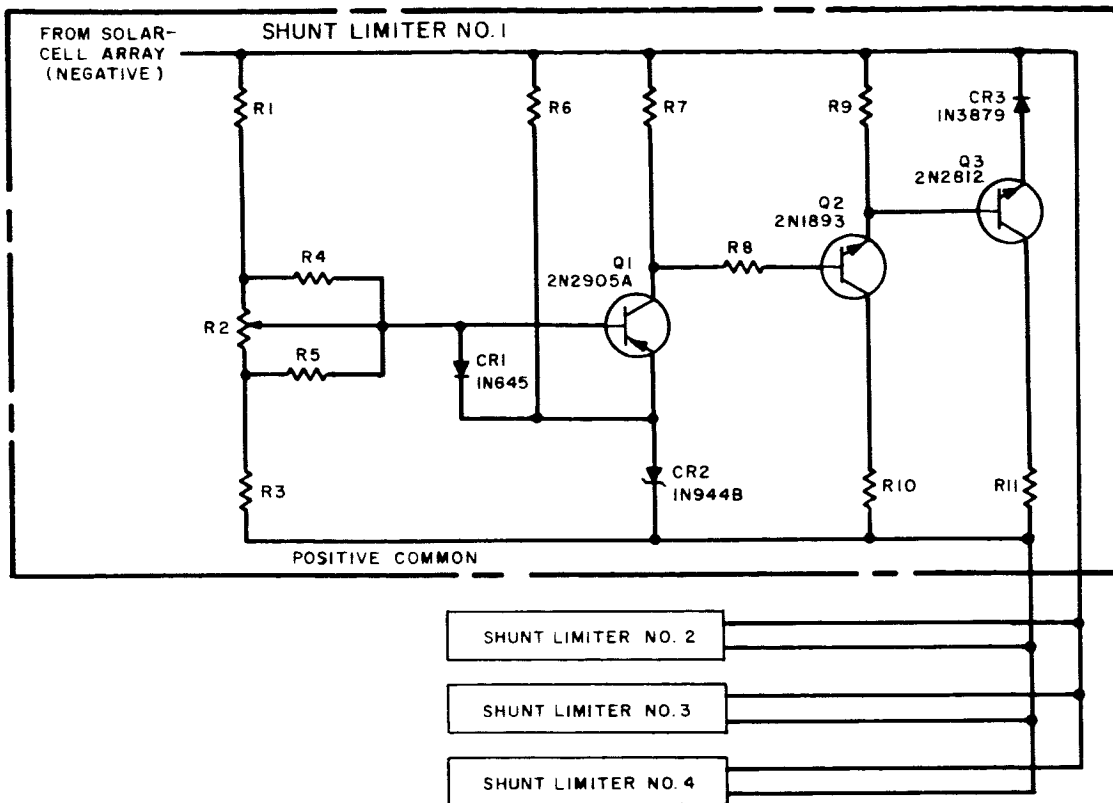 FROM SOLAR-
CELL ARRAY
(NEGATIVE)
SHUNT LIMITER NO. 1
R1
R6
R7
R9
CR3
1N3879
Q3
2N2812
Q2
2N1893
R4
R8
Q1
2N2905A
R2
R5
CR1
1N645
CR2
1N944B
R3
R10
R11
POSITIVE COMMON
SHUNT LIMITER NO. 2
SHUNT LIMITER NO. 3
SHUNT LIMITER NO. 4